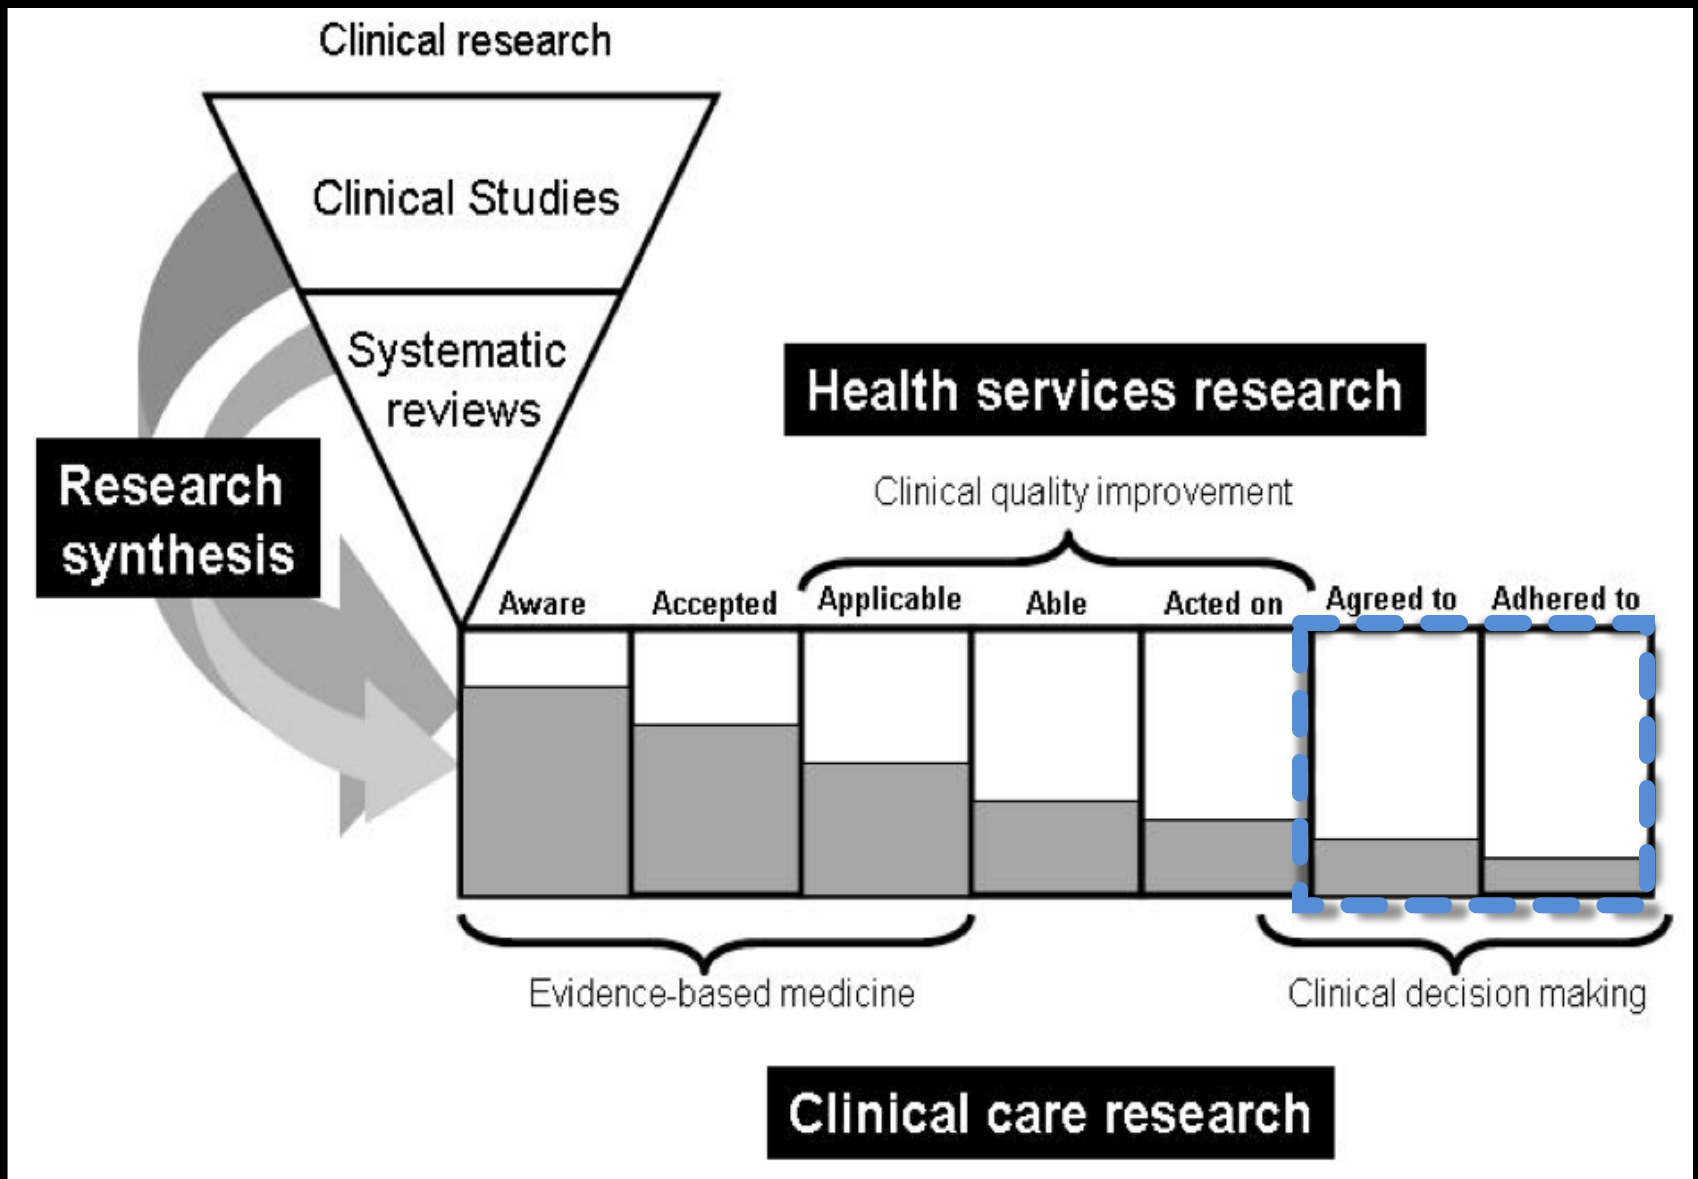 Clinical research
Clinical Studies
Systematic
reviews
Research
synthesis
Health services research
Clinical quality improvement
Aware Accepted Applicable Able Acted on Agreed to Adhered to
Evidence-based medicine
Clinical decision making
Clinical care research